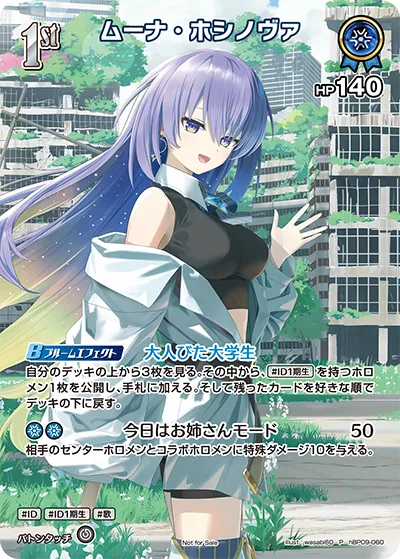 1st
ムーナ・ホシノヴァ
HP 140
Bブルームエフェクト 大人びた大学生
自分のデッキの上から3枚を見る。その中から、#ID1期生を持つホロ
メン1枚を公開し、手札に加える。そして残ったカードを好きな順で
デッキの下に戻す。
今日はお姉さんモード 50
相手のセンターホロメンとコラボホロメンに特殊ダメージ10を与える。
#ID #ID1期生 #歌
バトンタッチ
Not for Sale
illust/wasabi60 P hBP09-060